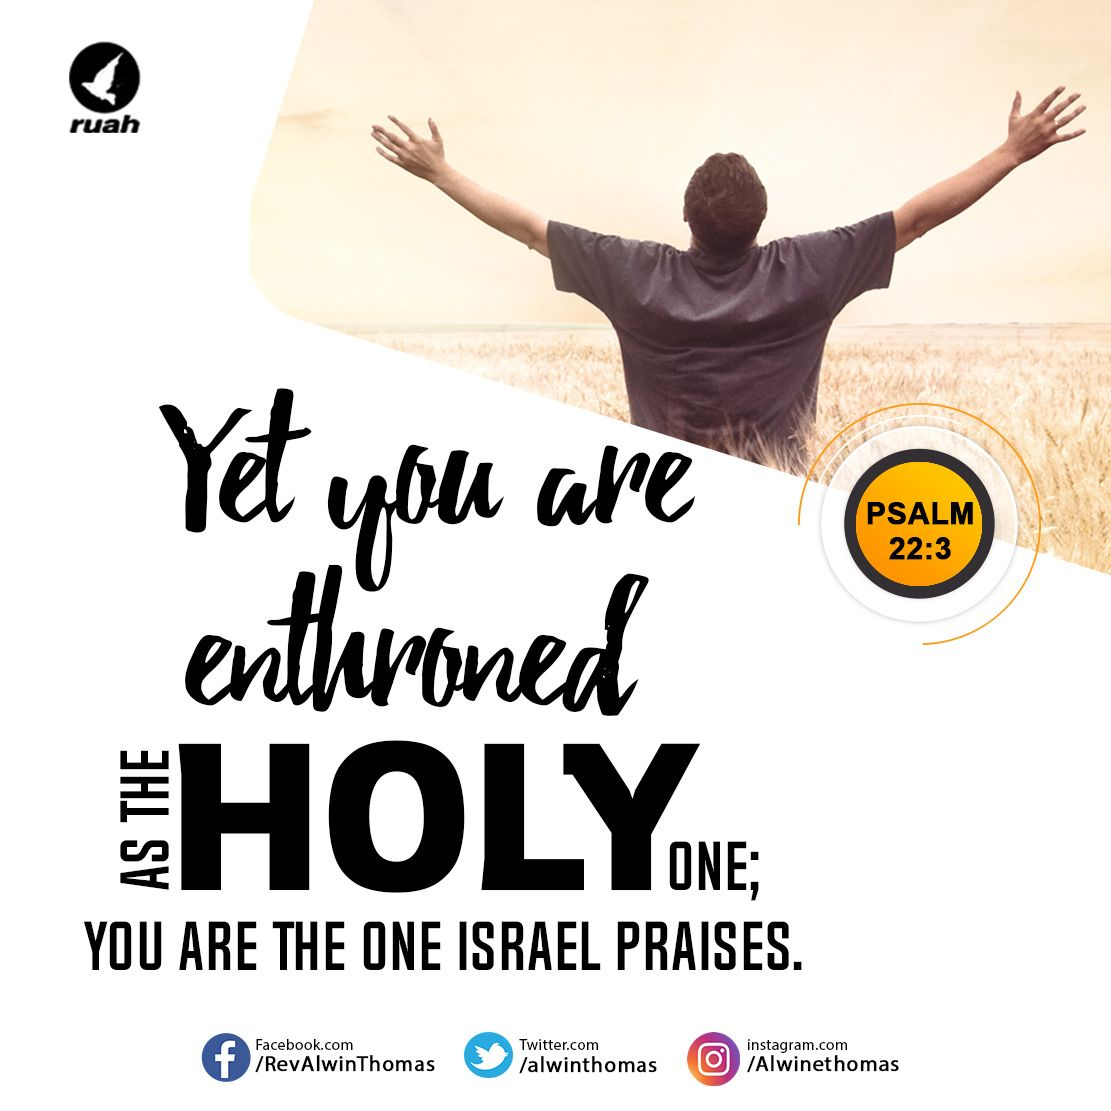 ruah
Yet you are
PSALM
22:3
enthroned
AS THE
HOLY
ONE;
YOU ARE THE ONE ISRAEL PRAISES.
Facebook.com
/RevAlwinThomas
Twitter.com
/alwinthomas
instagram.com
/Alwinethomas